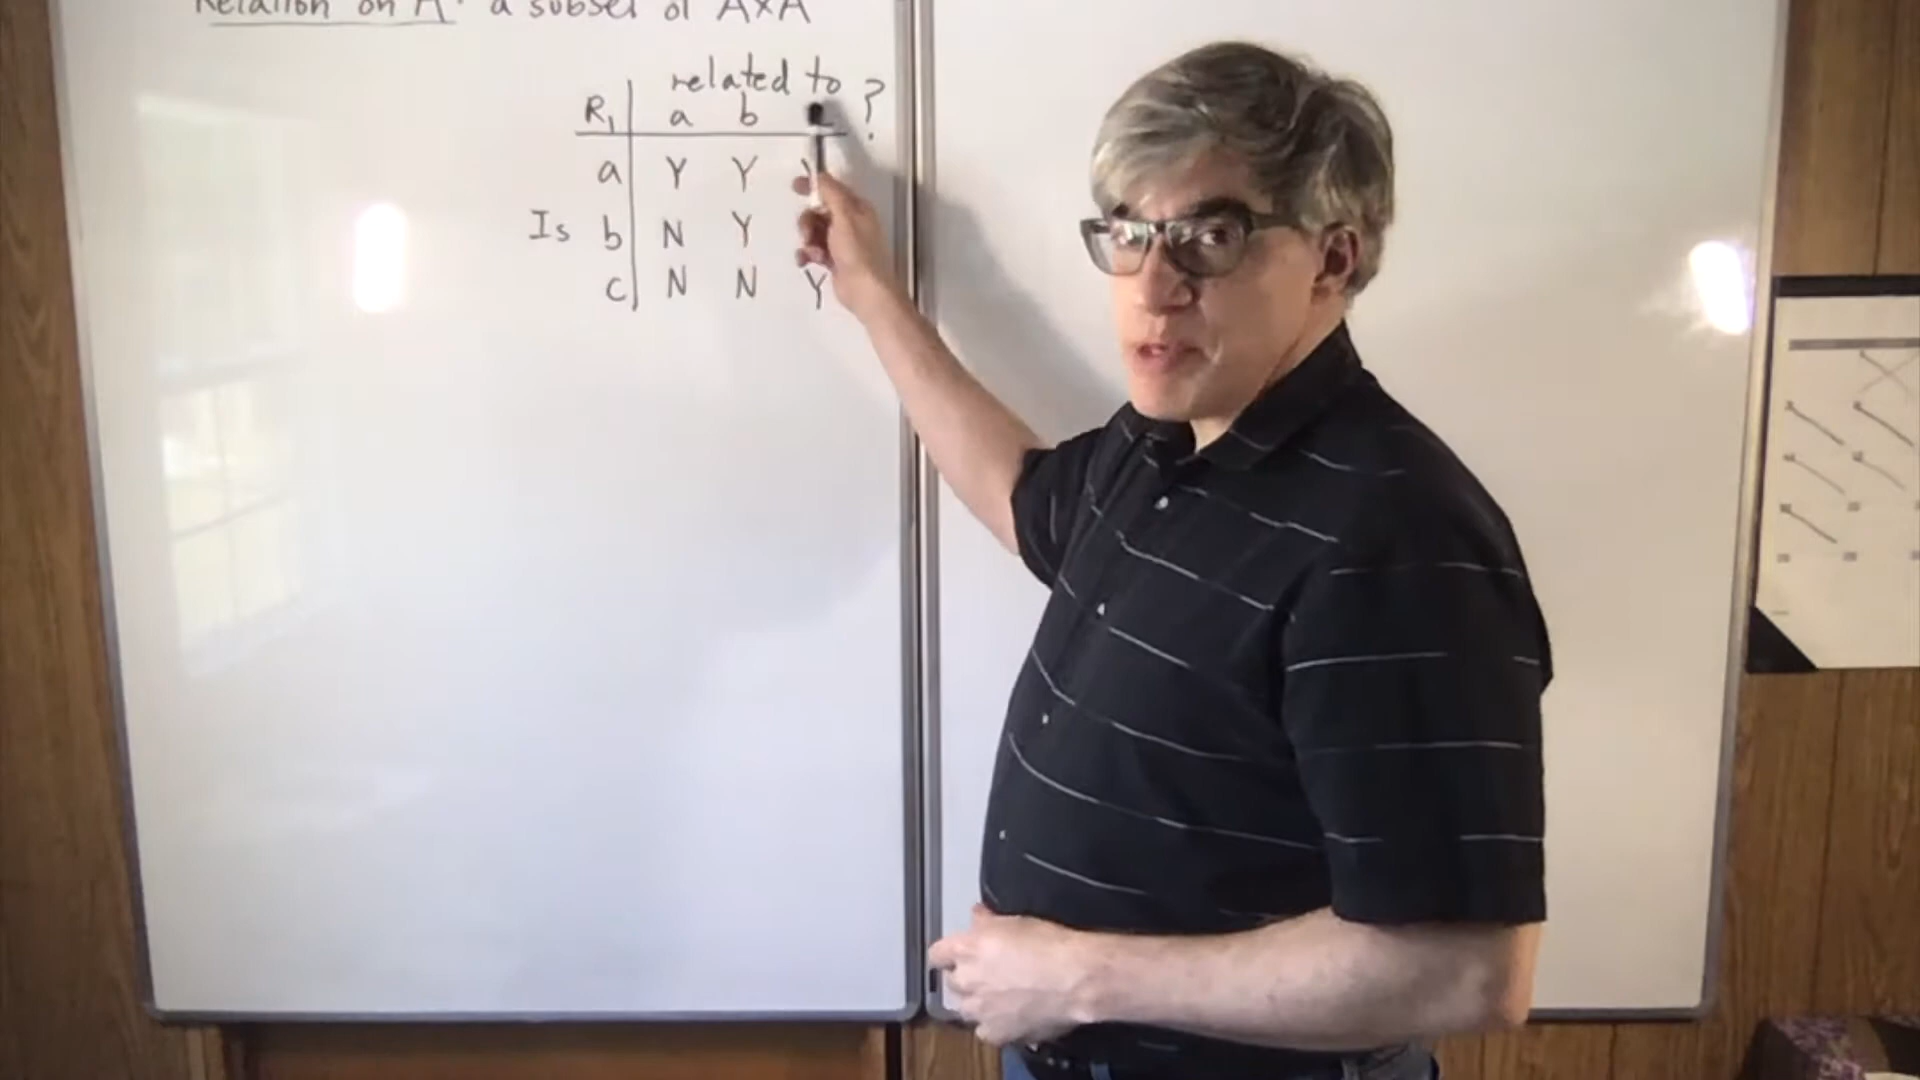 Relation on A: a subset of A×A
related to
R₁ a b ?
a Y Y Y
Is b N Y
c N N Y